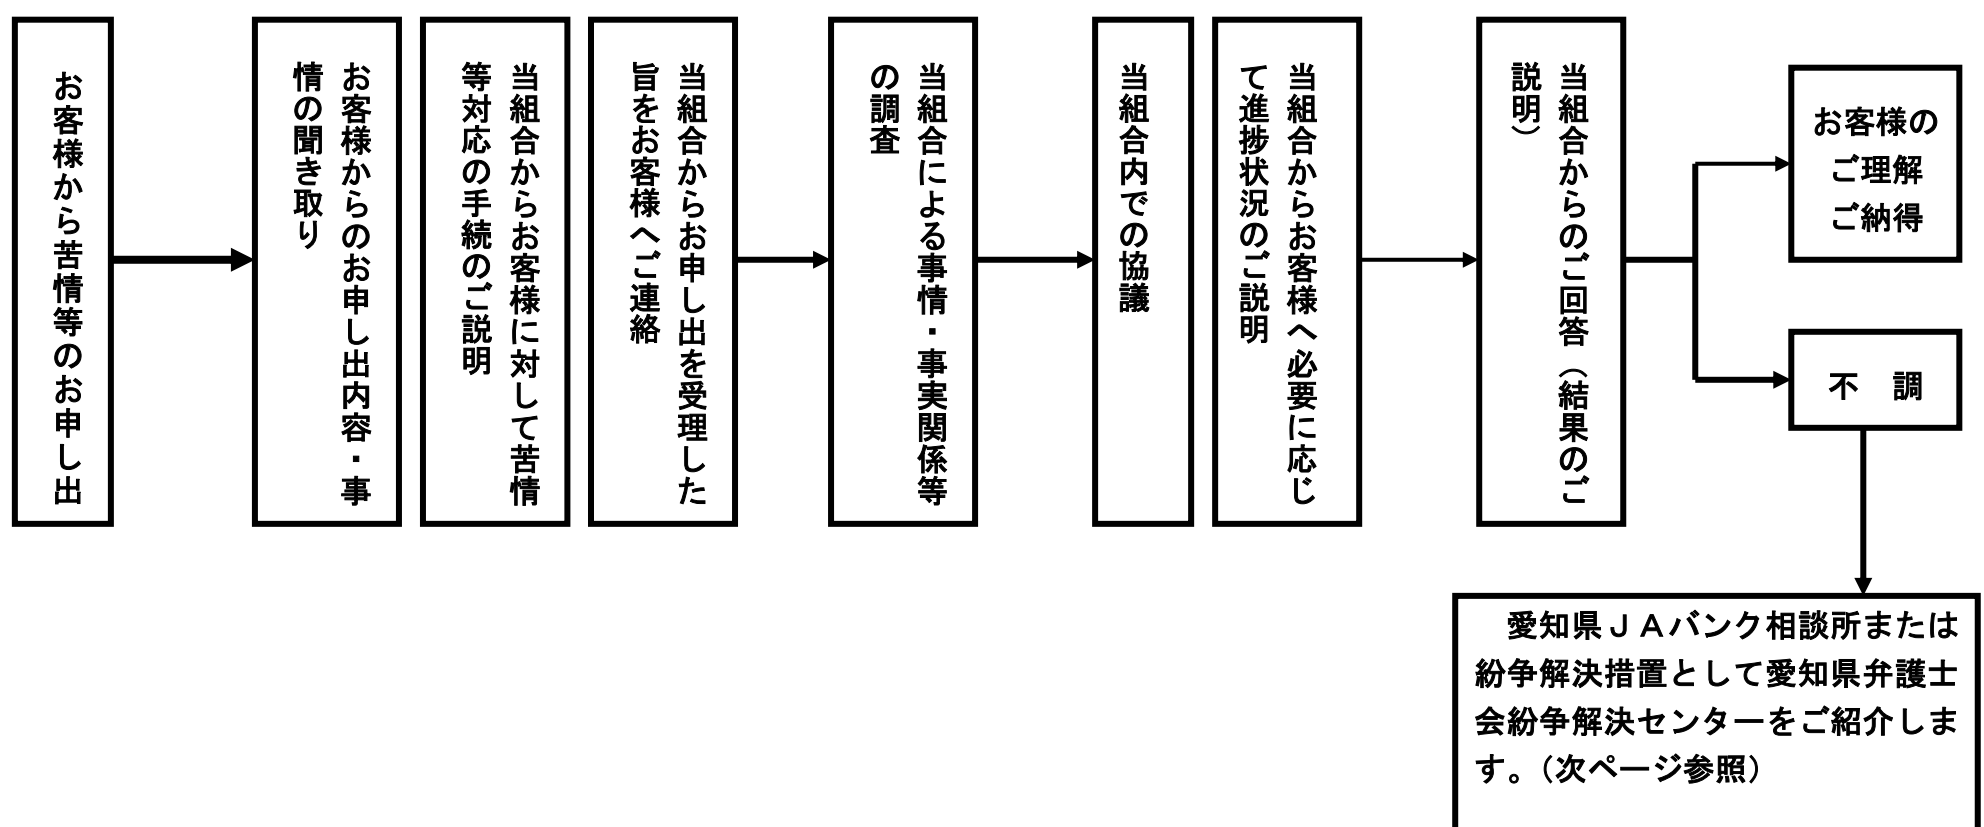 お客様から苦情等のお申し出
お客様からのお申し出内容・事
情の聞き取り
当組合からお客様に対して苦情
等対応の手続のご説明
当組合からお申し出を受理した
旨をお客様へご連絡
当組合による事情・事実関係等
の調査
当組合内での協議
当組合からお客様へ必要に応じ
て進捗状況のご説明
当組合からのご回答（結果のご
説明）
お客様の
ご理解
ご納得
不　調
愛知県ＪＡバンク相談所または
紛争解決措置として愛知県弁護士
会紛争解決センターをご紹介しま
す。（次ページ参照）